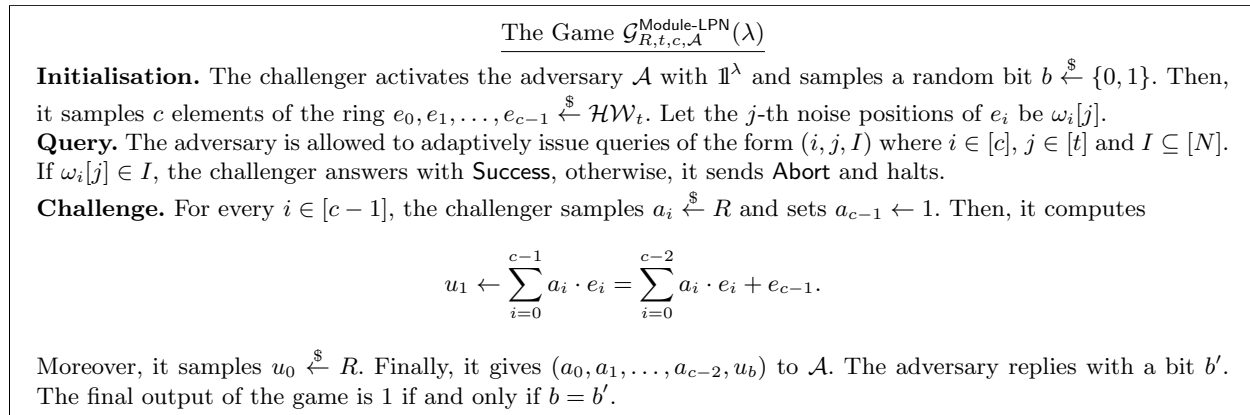 The Game $\mathcal{G}^{\mathsf{Module\text{-}LPN}}_{R,t,c,\mathcal{A}}(\lambda)$
Initialisation. The challenger activates the adversary $\mathcal{A}$ with $\mathbb{1}^\lambda$ and samples a random bit $b \xleftarrow{\$} \{0,1\}$. Then,
it samples $c$ elements of the ring $e_0, e_1, \ldots, e_{c-1} \xleftarrow{\$} \mathcal{HW}_t$. Let the $j$-th noise positions of $e_i$ be $\omega_i[j]$.
Query. The adversary is allowed to adaptively issue queries of the form $(i, j, I)$ where $i \in [c]$, $j \in [t]$ and $I \subseteq [N]$.
If $\omega_i[j] \in I$, the challenger answers with Success, otherwise, it sends Abort and halts.
Challenge. For every $i \in [c-1]$, the challenger samples $a_i \xleftarrow{\$} R$ and sets $a_{c-1} \leftarrow 1$. Then, it computes
$u_1 \leftarrow \sum_{i=0}^{c-1} a_i \cdot e_i = \sum_{i=0}^{c-2} a_i \cdot e_i + e_{c-1}.$
Moreover, it samples $u_0 \xleftarrow{\$} R$. Finally, it gives $(a_0, a_1, \ldots, a_{c-2}, u_b)$ to $\mathcal{A}$. The adversary replies with a bit $b'$.
The final output of the game is 1 if and only if $b = b'$.